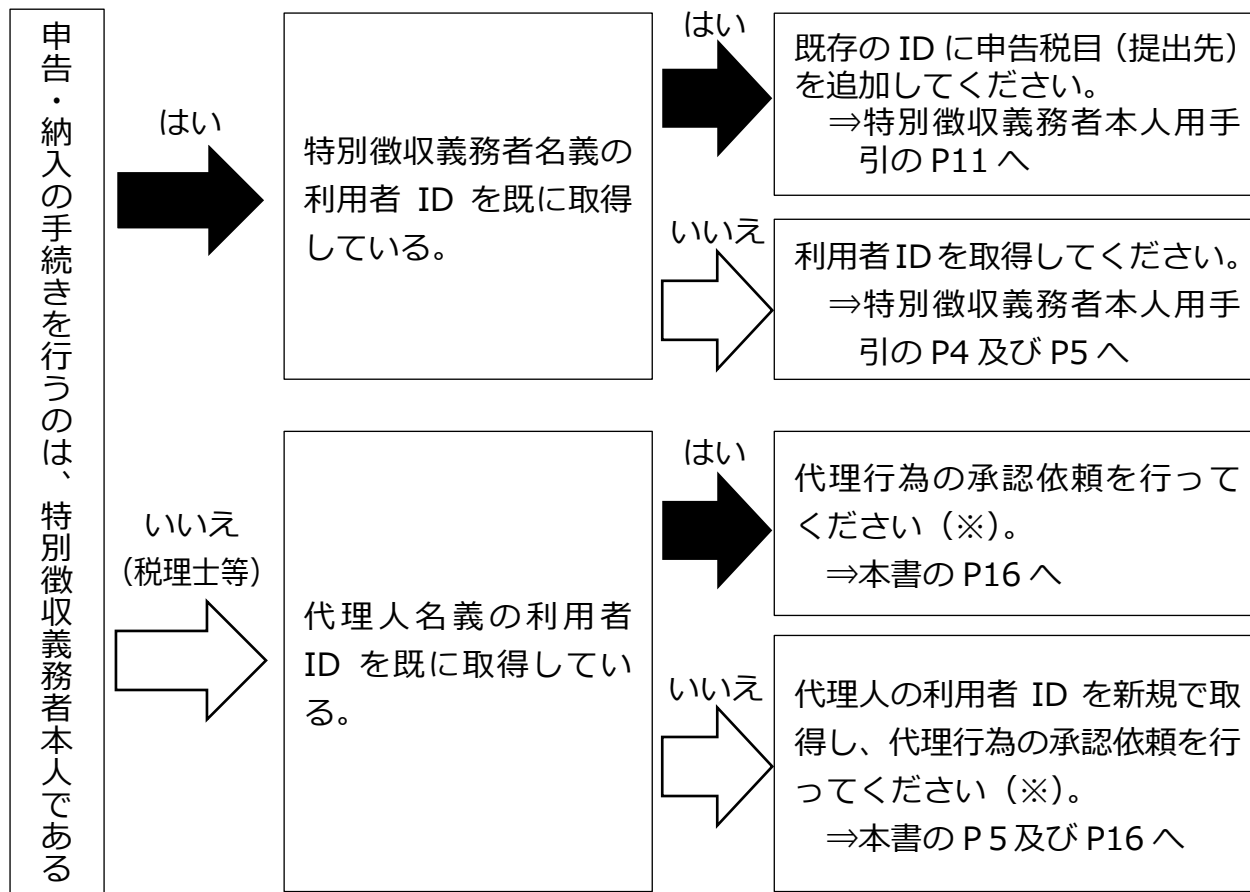 申告・納入の手続きを行うのは、特別徴収義務者本人である
はい
特別徴収義務者名義の
利用者 ID を既に取得
している。
はい
既存の ID に申告税目（提出先）
を追加してください。
⇒特別徴収義務者本人用手
引の P11 へ
いいえ
利用者 ID を取得してください。
⇒特別徴収義務者本人用手
引の P4 及び P5 へ
いいえ
（税理士等）
代理人名義の利用者
ID を既に取得してい
る。
はい
代理行為の承認依頼を行って
ください（※）。
⇒本書の P16 へ
いいえ
代理人の利用者 ID を新規で取
得し、代理行為の承認依頼を行
ってください（※）。
⇒本書の P５及び P16 へ